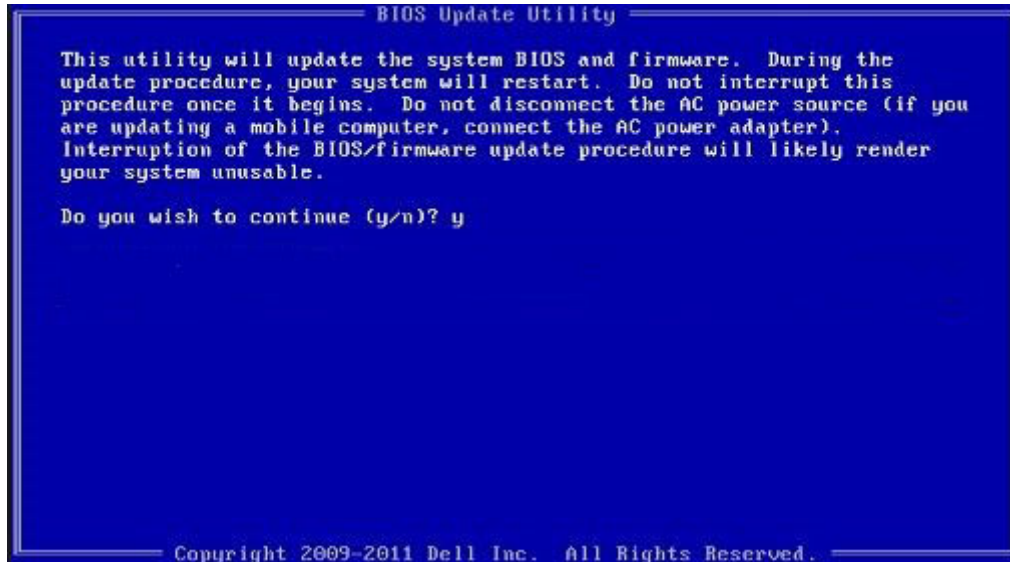 BIOS Update Utility
This utility will update the system BIOS and firmware. During the
update procedure, your system will restart. Do not interrupt this
procedure once it begins. Do not disconnect the AC power source (if you
are updating a mobile computer, connect the AC power adapter).
Interruption of the BIOS/firmware update procedure will likely render
your system unusable.
Do you wish to continue (y/n)? y
Copyright 2009-2011 Dell Inc. All Rights Reserved.